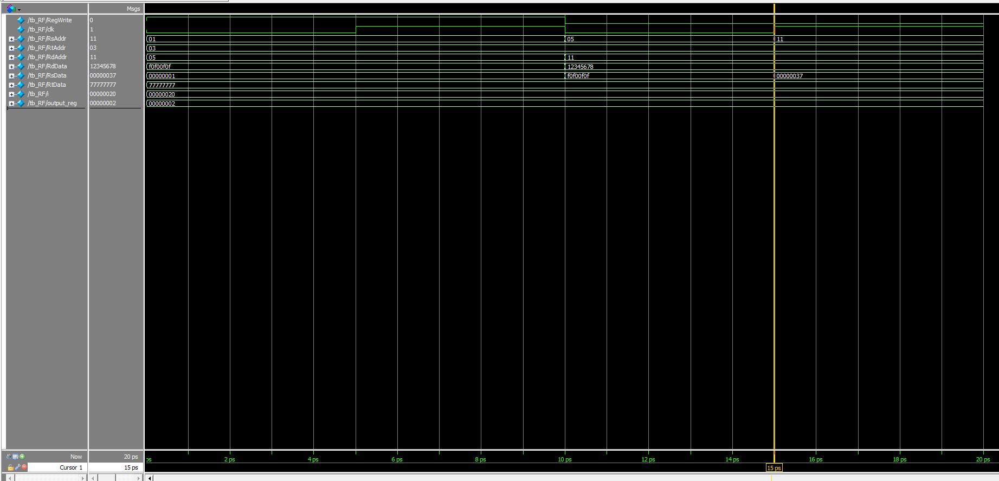 Msgs
/tb_RF/RegWrite 0
/tb_RF/clk 1
/tb_RF/RsAddr 11 01 05 11
/tb_RF/RtAddr 03 03
/tb_RF/RdAddr 11 05 11
/tb_RF/RdData 12345678 f0f00f0f 12345678
/tb_RF/RsData 00000037 00000001 f0f00f0f 00000037
/tb_RF/RtData 77777777 77777777
/tb_RF/i 00000020 00000020
/tb_RF/output_reg 00000002 00000002
Now 20 ps ps 2 ps 4 ps 6 ps 8 ps 10 ps 12 ps 14 ps 16 ps 18 ps 20 ps
Cursor 1 15 ps 15 ps